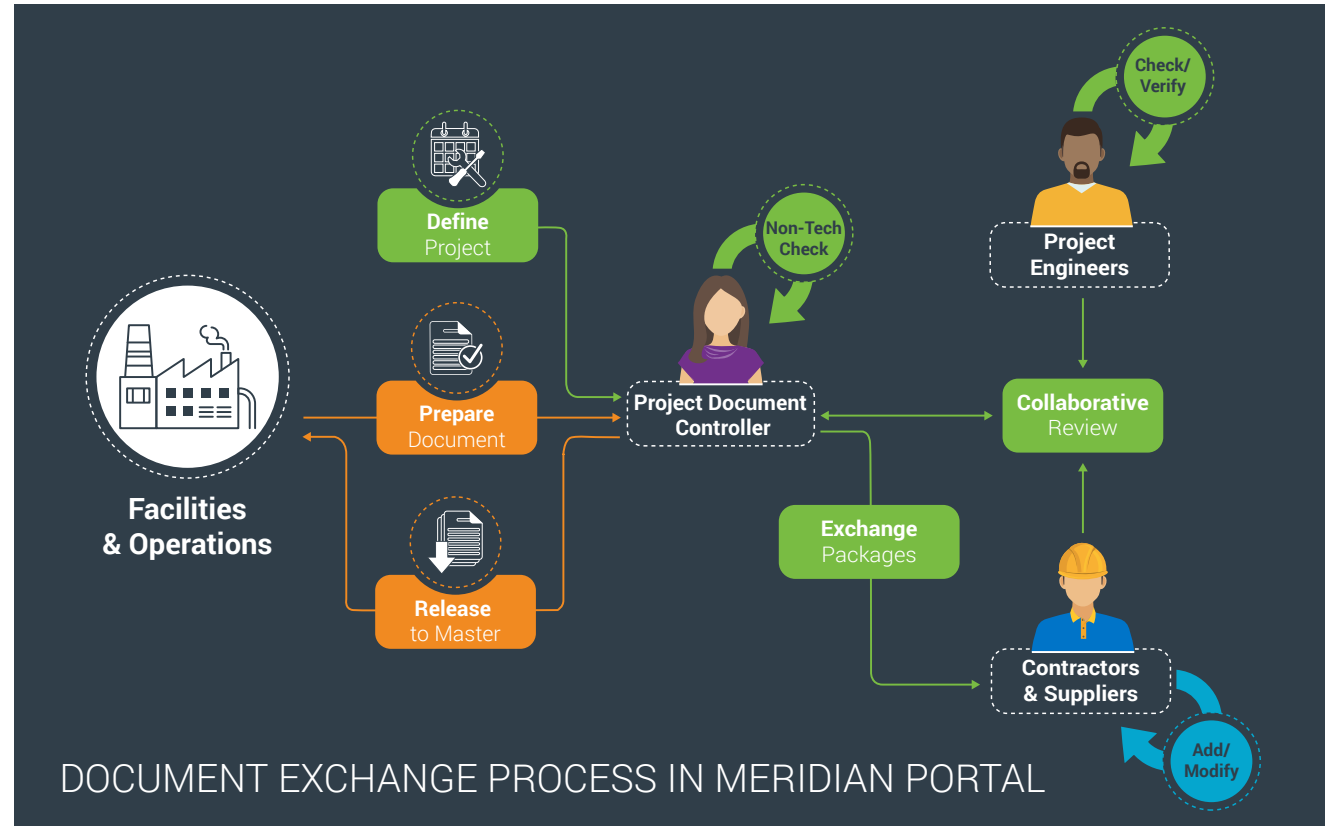 Check/
Verify
Define
Project
Non-Tech
Check
Project
Engineers
Prepare
Document
Project Document
Controller
Collaborative
Review
Facilities
& Operations
Exchange
Packages
Release
to Master
Contractors
& Suppliers
Add/
Modify
DOCUMENT EXCHANGE PROCESS IN MERIDIAN PORTAL